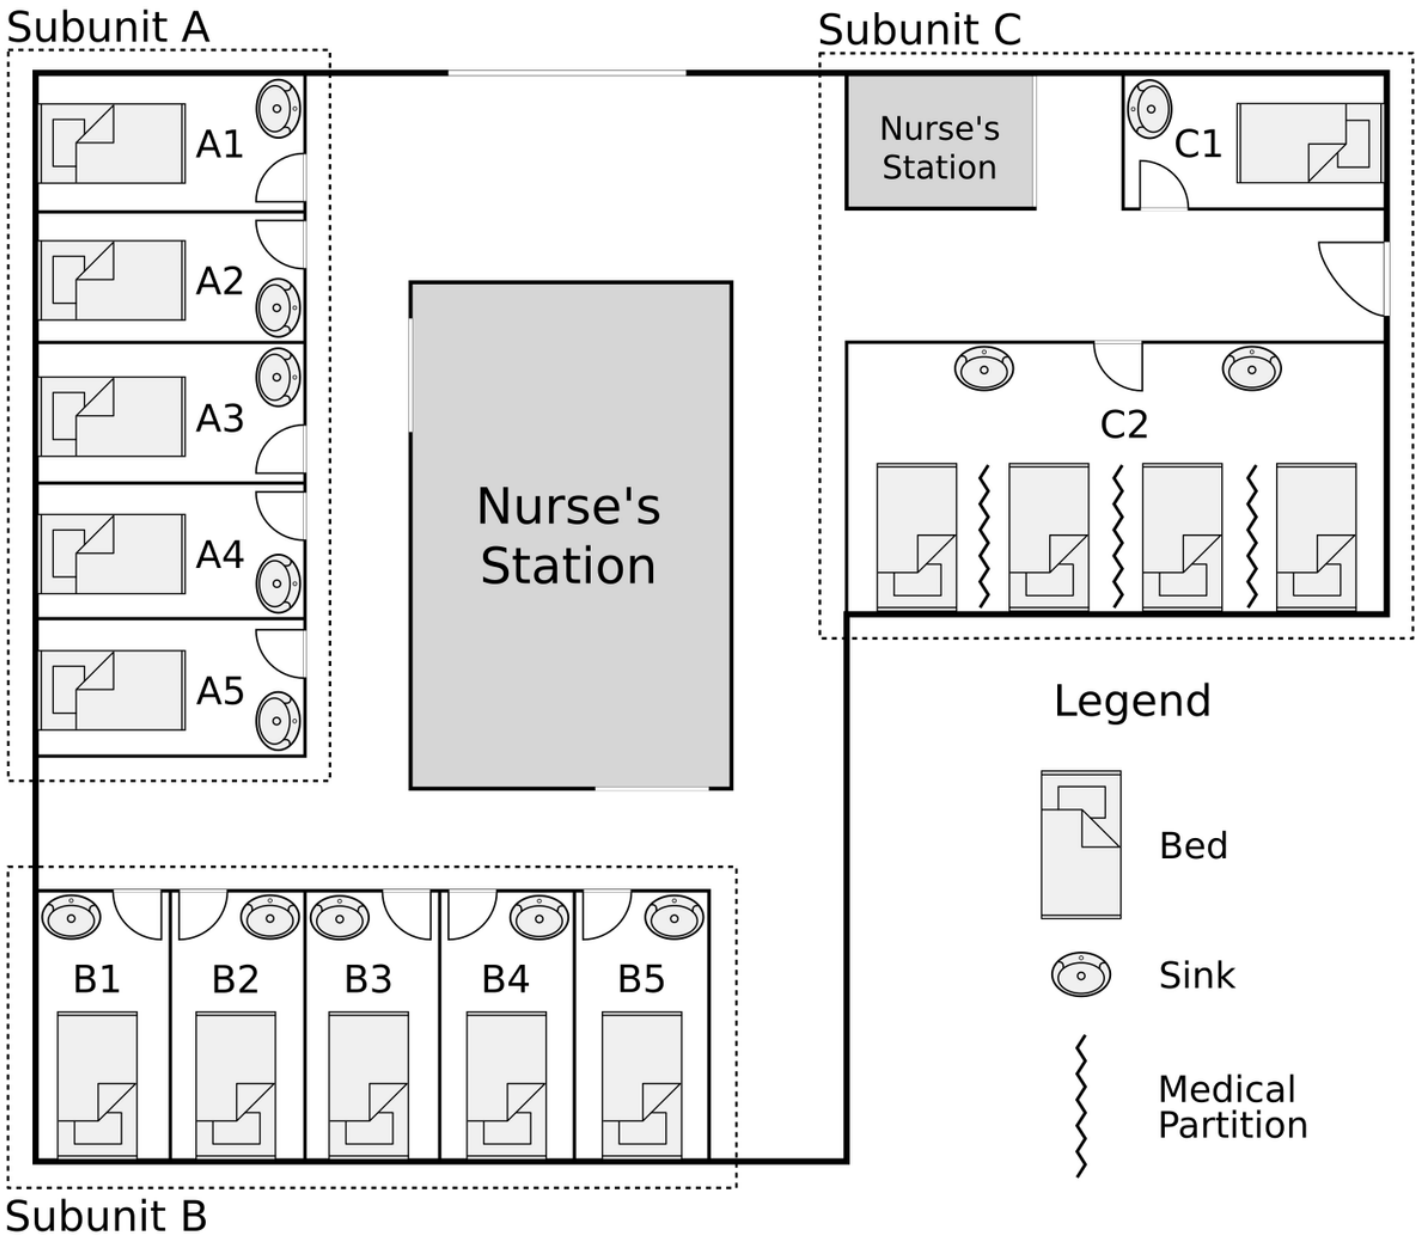 Subunit A
Subunit C
A1
A2
A3
A4
A5
Nurse's
Station
Nurse's
Station
C1
C2
B1
B2
B3
B4
B5
Subunit B
Legend
Bed
Sink
Medical
Partition